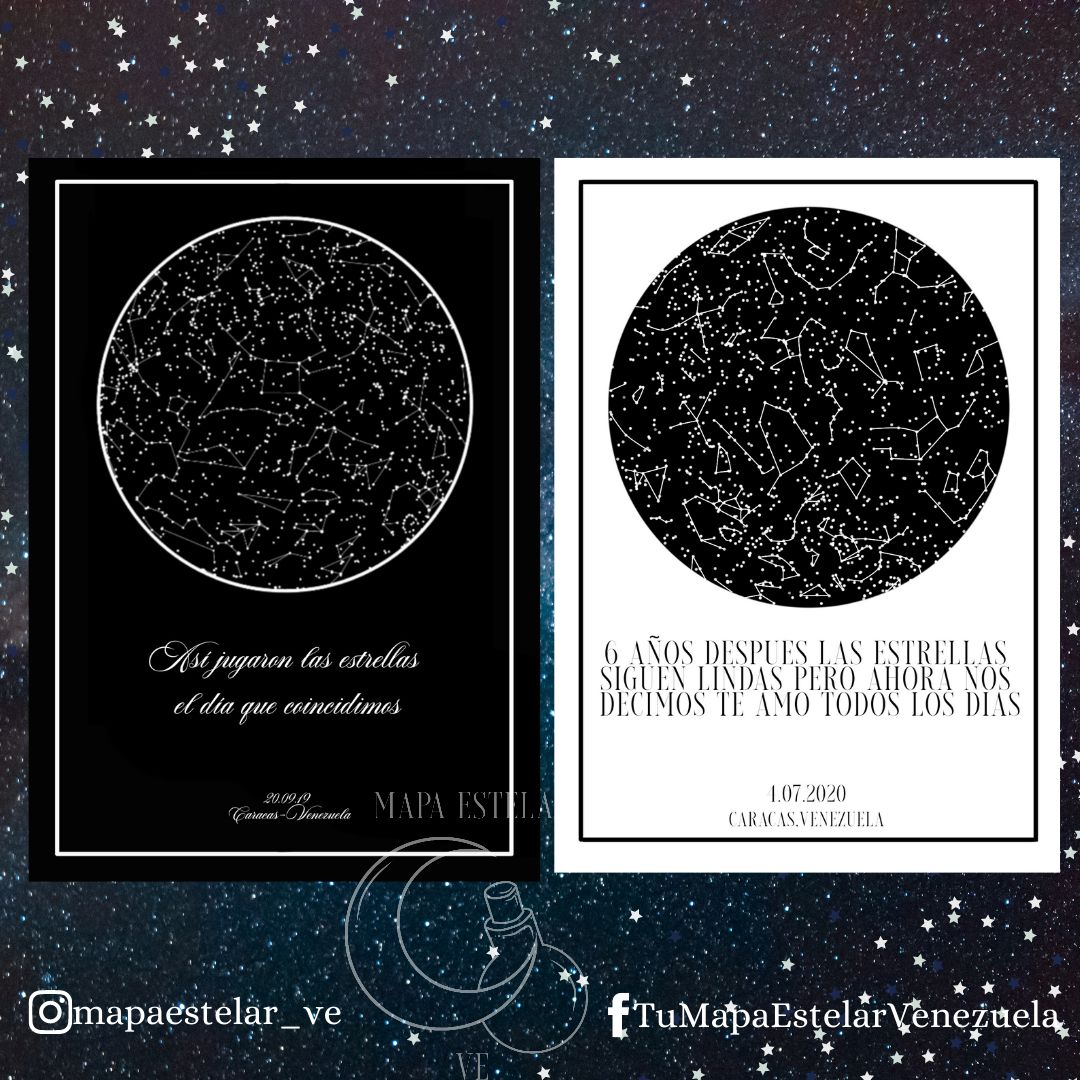 Así jugaron las estrellas
el día que coincidimos
20.09.19
Caracas-Venezuela
6 AÑOS DESPUES LAS ESTRELLAS
SIGUEN LINDAS PERO AHORA NOS
DECIMOS TE AMO TODOS LOS DIAS
4.07.2020
CARACAS,VENEZUELA
MAPA ESTELA
VE
mapaestelar_ve
TuMapaEstelarVenezuela